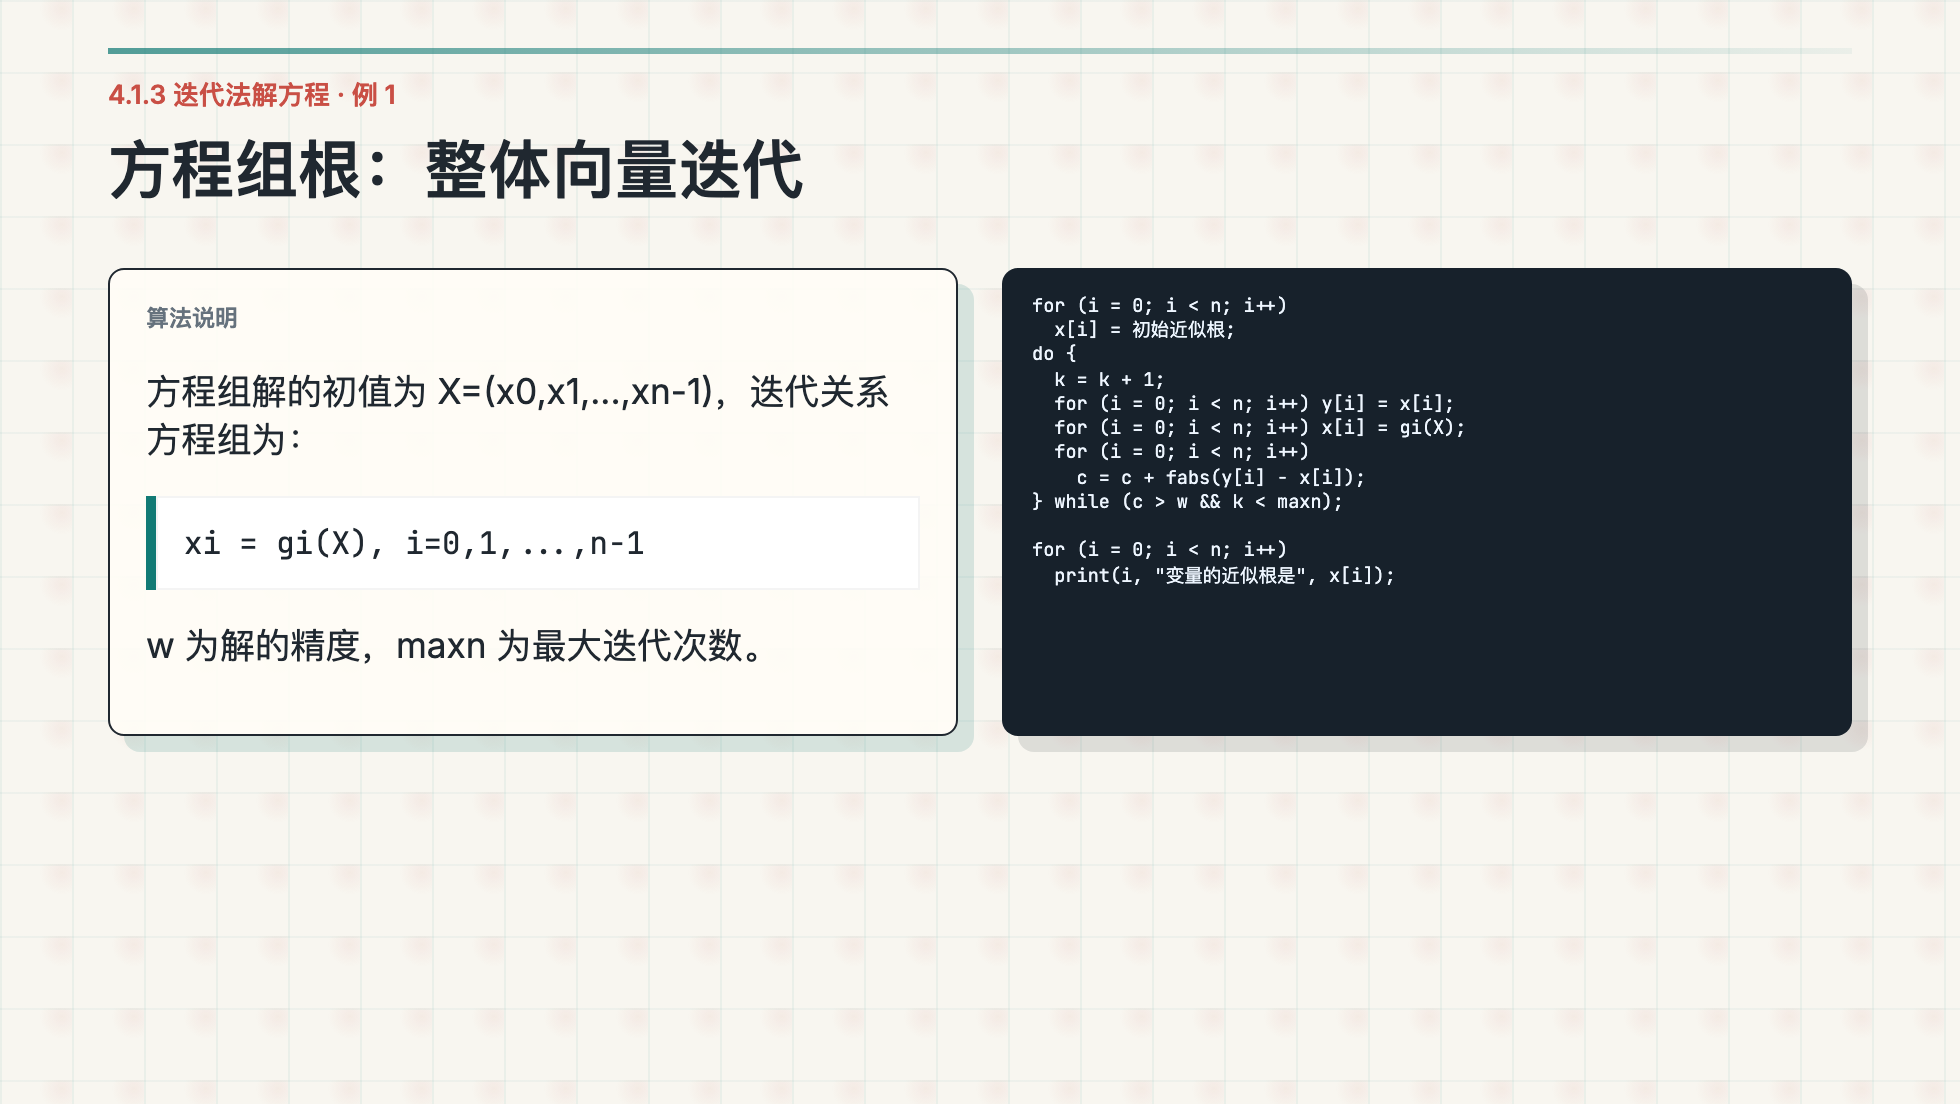 4.1.3 迭代法解方程 · 例 1
方程组根：整体向量迭代
算法说明
方程组解的初值为 X=(x0,x1,...,xn-1)，迭代关系
方程组为：
xi = gi(X), i=0,1,...,n-1
w 为解的精度，maxn 为最大迭代次数。
for (i = 0; i < n; i++)
  x[i] = 初始近似根;
do {
  k = k + 1;
  for (i = 0; i < n; i++) y[i] = x[i];
  for (i = 0; i < n; i++) x[i] = gi(X);
  for (i = 0; i < n; i++)
    c = c + fabs(y[i] - x[i]);
} while (c > w && k < maxn);
for (i = 0; i < n; i++)
  print(i, "变量的近似根是", x[i]);